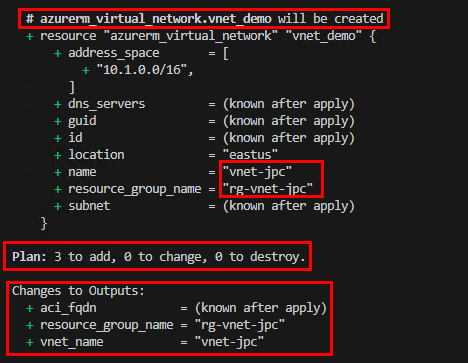 # azurerm_virtual_network.vnet_demo will be created
+ resource "azurerm_virtual_network" "vnet_demo" {
+ address_space = [
+ "10.1.0.0/16",
]
+ dns_servers = (known after apply)
+ guid = (known after apply)
+ id = (known after apply)
+ location = "eastus"
+ name = "vnet-jpc"
+ resource_group_name = "rg-vnet-jpc"
+ subnet = (known after apply)
}
Plan: 3 to add, 0 to change, 0 to destroy.
Changes to Outputs:
+ aci_fqdn = (known after apply)
+ resource_group_name = "rg-vnet-jpc"
+ vnet_name = "vnet-jpc"